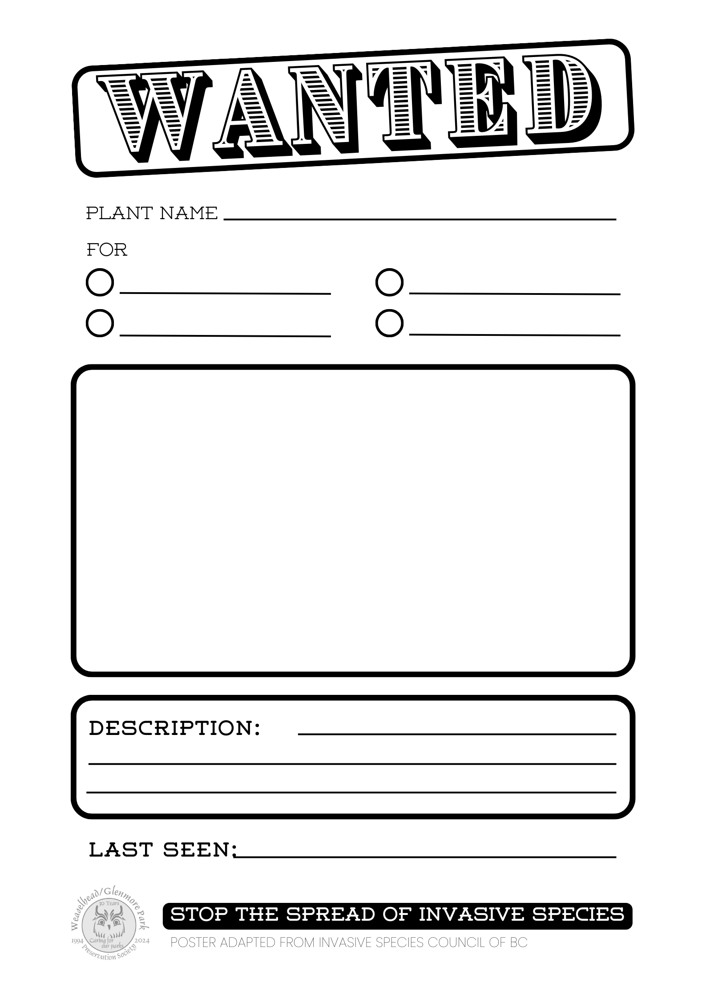 WANTED
PLANT NAME
FOR
DESCRIPTION:
LAST SEEN:
Weaselhead/Glenmore Park
30 Years
1994 Caring for 2024
our parks
Preservation Society
STOP THE SPREAD OF INVASIVE SPECIES
POSTER ADAPTED FROM INVASIVE SPECIES COUNCIL OF BC